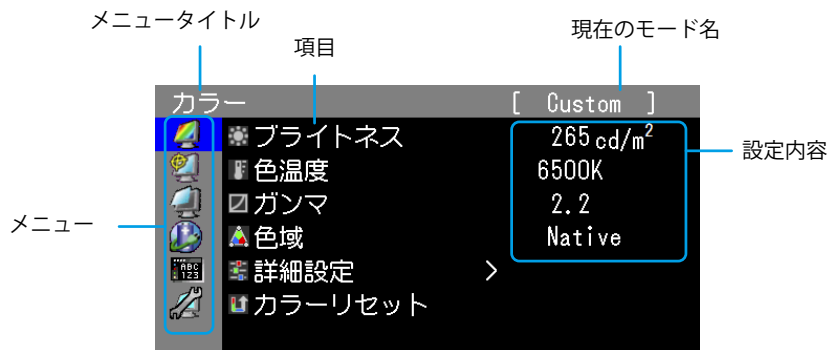 メニュータイトル
項目
現在のモード名
カラー [ Custom ]
ブライトネス 265 cd/m²
色温度 6500K
ガンマ 2.2
色域 Native
詳細設定 >
カラーリセット
設定内容
メニュー
ABC
123